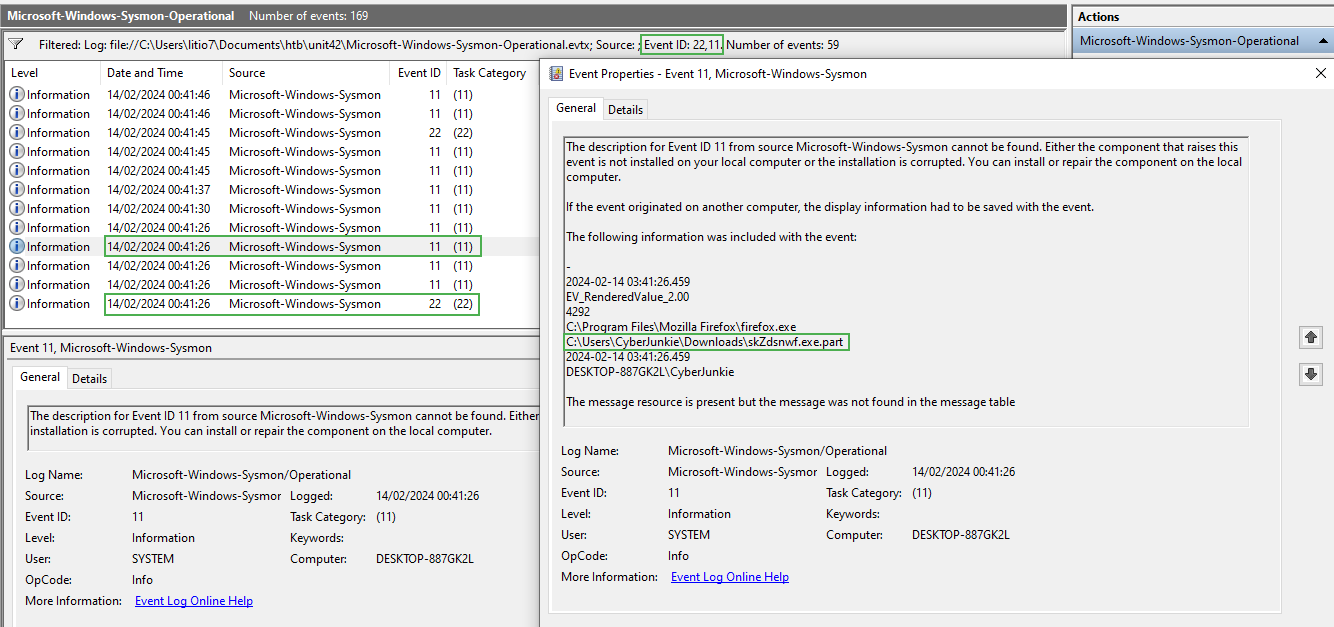 Microsoft-Windows-Sysmon-Operational Number of events: 169
Actions
Filtered: Log: file://C:\Users\litio7\Documents\htb\unit42\Microsoft-Windows-Sysmon-Operational.evtx; Source: ; Event ID: 22,11. Number of events: 59
Microsoft-Windows-Sysmon-Operational
Level Date and Time Source Event ID Task Category
Information 14/02/2024 00:41:46 Microsoft-Windows-Sysmon 11 (11)
Information 14/02/2024 00:41:46 Microsoft-Windows-Sysmon 11 (11)
Information 14/02/2024 00:41:45 Microsoft-Windows-Sysmon 22 (22)
Information 14/02/2024 00:41:45 Microsoft-Windows-Sysmon 11 (11)
Information 14/02/2024 00:41:45 Microsoft-Windows-Sysmon 11 (11)
Information 14/02/2024 00:41:37 Microsoft-Windows-Sysmon 11 (11)
Information 14/02/2024 00:41:30 Microsoft-Windows-Sysmon 11 (11)
Information 14/02/2024 00:41:26 Microsoft-Windows-Sysmon 11 (11)
Information 14/02/2024 00:41:26 Microsoft-Windows-Sysmon 11 (11)
Information 14/02/2024 00:41:26 Microsoft-Windows-Sysmon 11 (11)
Information 14/02/2024 00:41:26 Microsoft-Windows-Sysmon 11 (11)
Information 14/02/2024 00:41:26 Microsoft-Windows-Sysmon 22 (22)
Event 11, Microsoft-Windows-Sysmon
General Details
The description for Event ID 11 from source Microsoft-Windows-Sysmon cannot be found. Either
installation is corrupted. You can install or repair the component on the local computer.
Log Name: Microsoft-Windows-Sysmon/Operational
Source: Microsoft-Windows-Sysmor Logged: 14/02/2024 00:41:26
Event ID: 11 Task Category: (11)
Level: Information Keywords:
User: SYSTEM Computer: DESKTOP-887GK2L
OpCode: Info
More Information: Event Log Online Help
Event Properties - Event 11, Microsoft-Windows-Sysmon
General Details
The description for Event ID 11 from source Microsoft-Windows-Sysmon cannot be found. Either the component that raises this
event is not installed on your local computer or the installation is corrupted. You can install or repair the component on the local
computer.
If the event originated on another computer, the display information had to be saved with the event.
The following information was included with the event:
-
2024-02-14 03:41:26.459
EV_RenderedValue_2.00
4292
C:\Program Files\Mozilla Firefox\firefox.exe
C:\Users\CyberJunkie\Downloads\skZdsnwf.exe.part
2024-02-14 03:41:26.459
DESKTOP-887GK2L\CyberJunkie
The message resource is present but the message was not found in the message table
Log Name: Microsoft-Windows-Sysmon/Operational
Source: Microsoft-Windows-Sysmor Logged: 14/02/2024 00:41:26
Event ID: 11 Task Category: (11)
Level: Information Keywords:
User: SYSTEM Computer: DESKTOP-887GK2L
OpCode: Info
More Information: Event Log Online Help